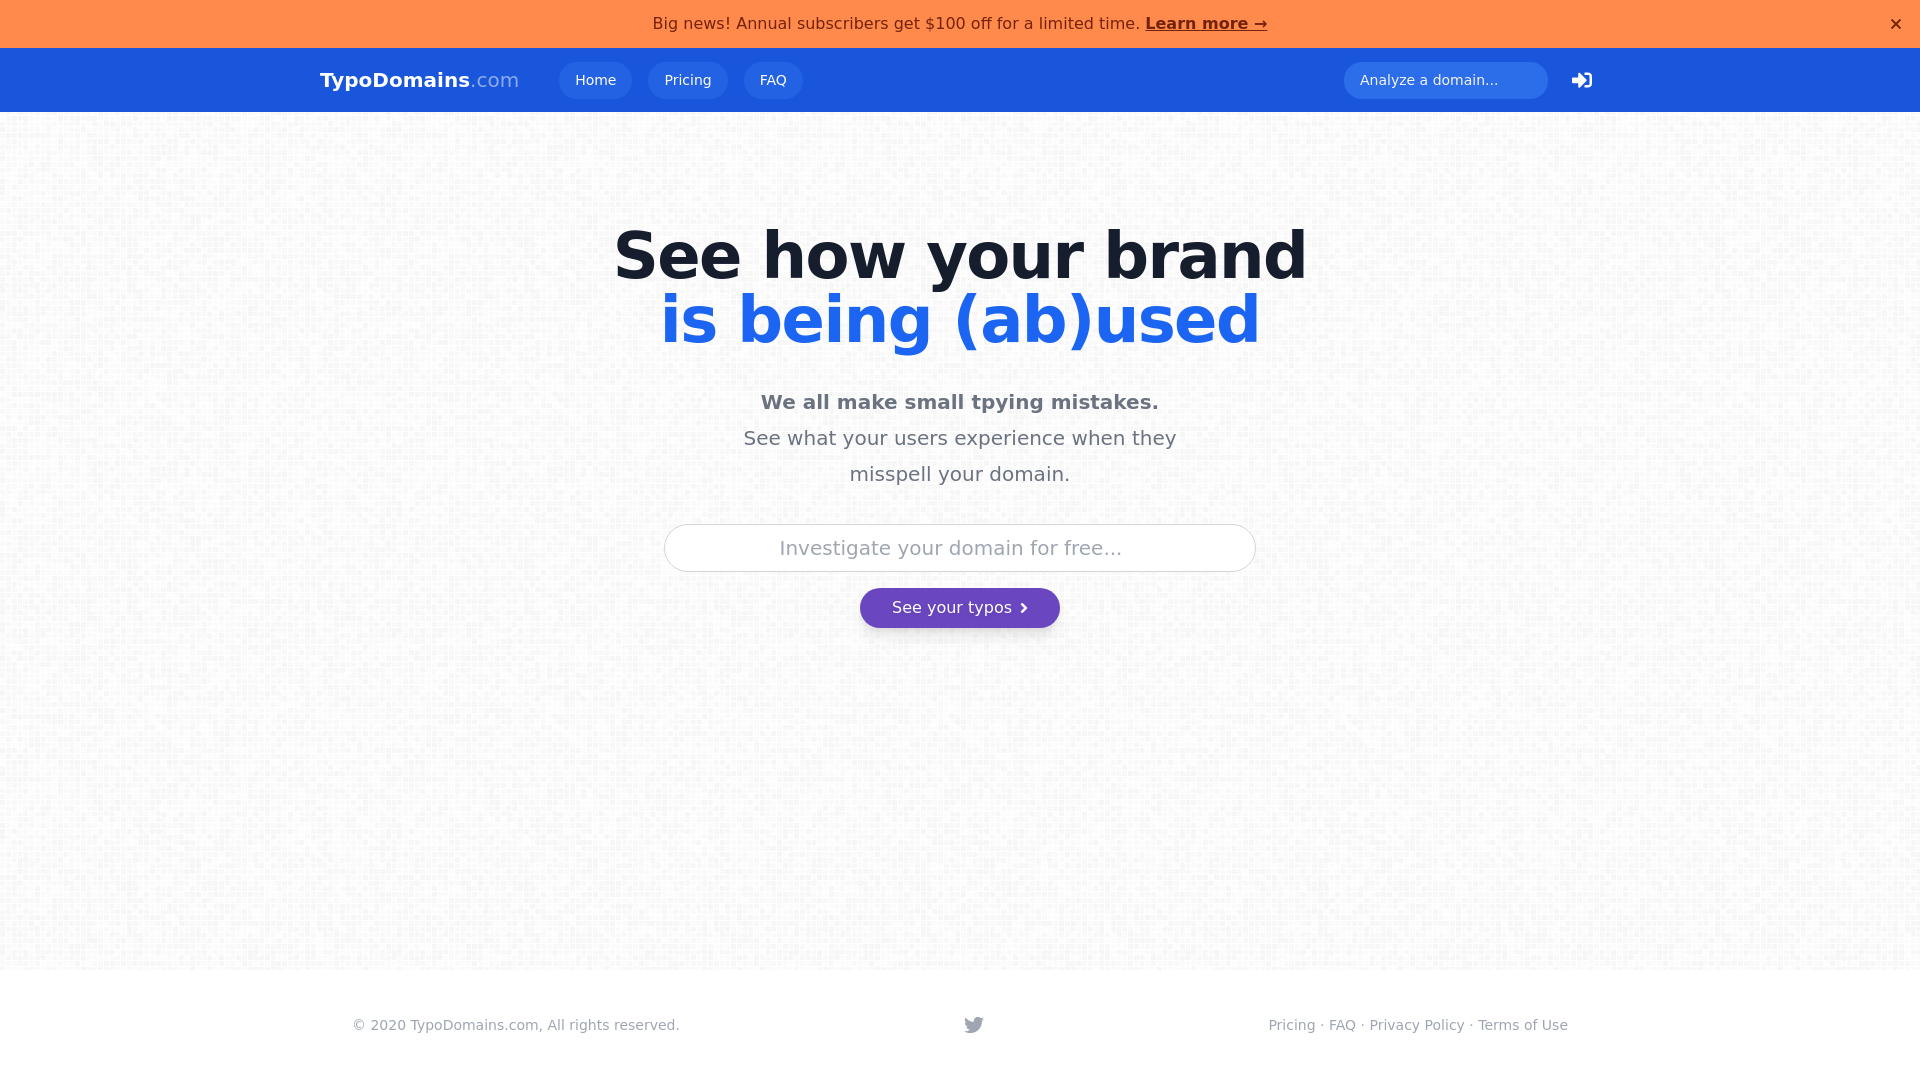 Big news! Annual subscribers get $100 off for a limited time. Learn more →
×
TypoDomains.com
Home
Pricing
FAQ
Analyze a domain...
See how your brand
is being (ab)used
We all make small tpying mistakes.
See what your users experience when they
misspell your domain.
Investigate your domain for free...
See your typos
© 2020 TypoDomains.com, All rights reserved.
Pricing · FAQ · Privacy Policy · Terms of Use